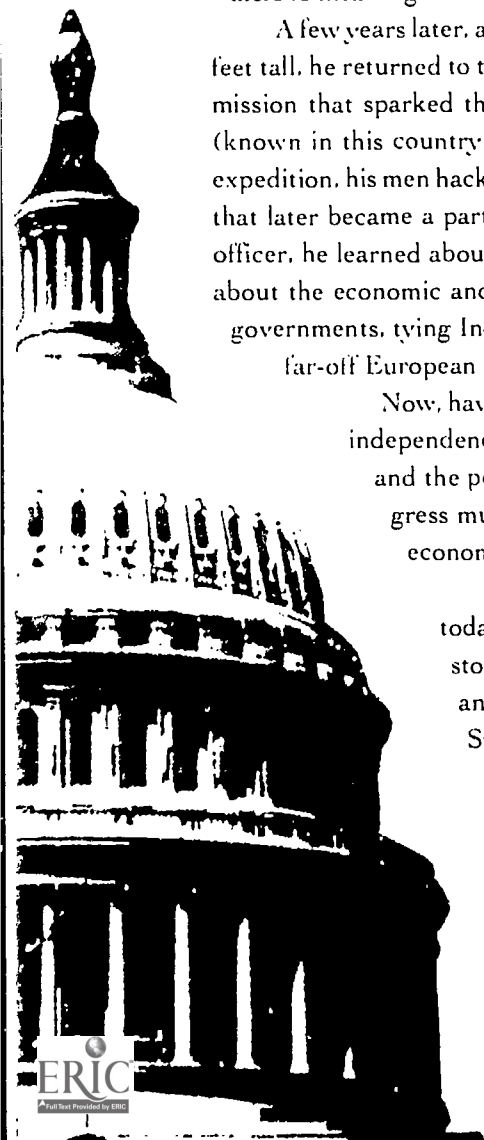 A few years later, a
feet tall, he returned to t
mission that sparked th
(known in this country
expedition, his men hack
that later became a part
officer, he learned abou
about the economic and
governments, tying In
far-off European
Now, hav
independenc
and the p
gress mu
econom
toda
sto
an
S
ERIC
Full Text Provided by ERIC